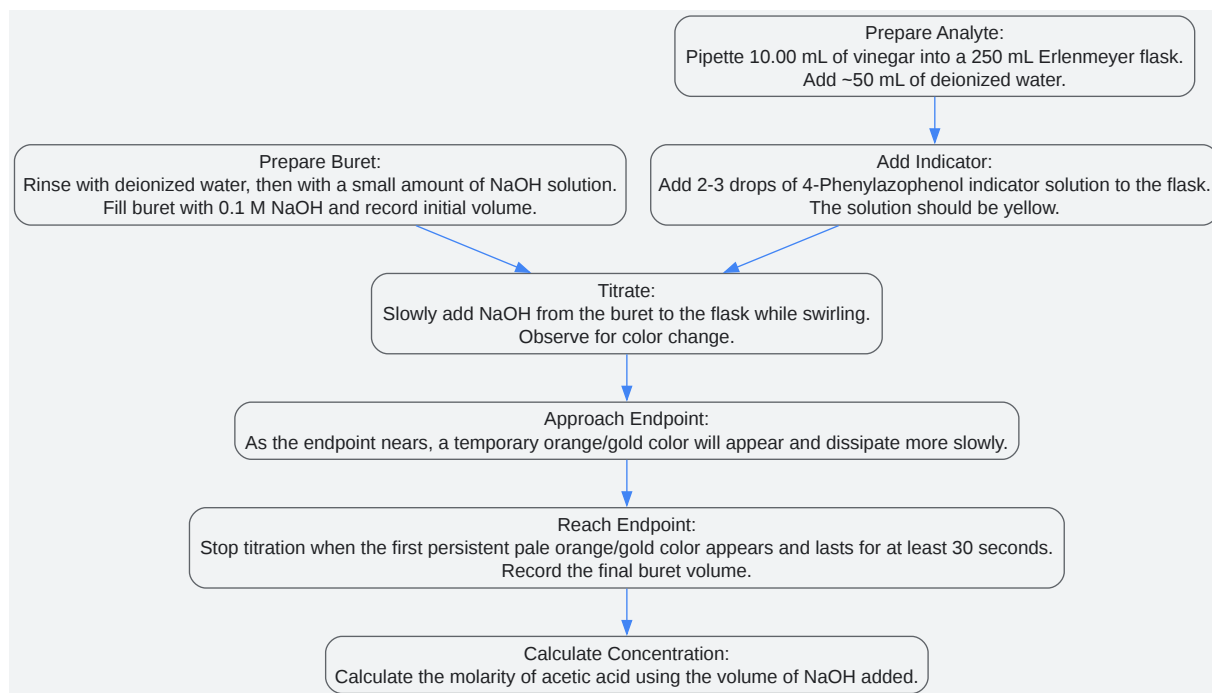 Prepare Analyte:
Pipette 10.00 mL of vinegar into a 250 mL Erlenmeyer flask.
Add ~50 mL of deionized water.
Prepare Buret:
Rinse with deionized water, then with a small amount of NaOH solution.
Fill buret with 0.1 M NaOH and record initial volume.
Add Indicator:
Add 2-3 drops of 4-Phenylazophenol indicator solution to the flask.
The solution should be yellow.
Titrate:
Slowly add NaOH from the buret to the flask while swirling.
Observe for color change.
Approach Endpoint:
As the endpoint nears, a temporary orange/gold color will appear and dissipate more slowly.
Reach Endpoint:
Stop titration when the first persistent pale orange/gold color appears and lasts for at least 30 seconds.
Record the final buret volume.
Calculate Concentration:
Calculate the molarity of acetic acid using the volume of NaOH added.